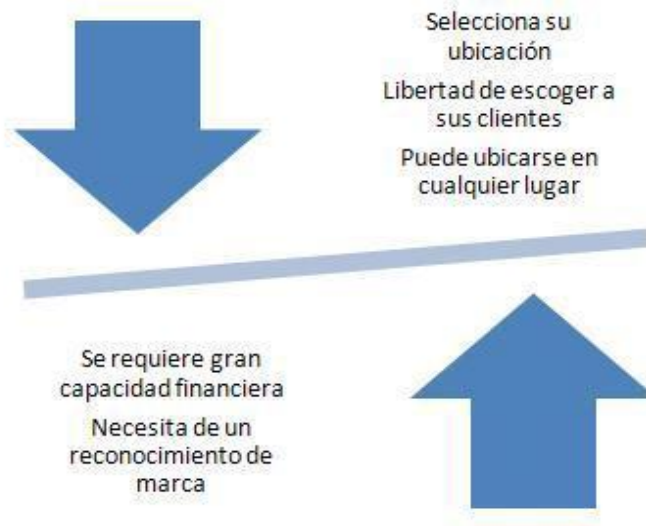 Selecciona su
ubicación
Libertad de escoger a
sus clientes
Puede ubicarse en
cualquier lugar
Se requiere gran
capacidad financiera
Necesita de un
reconocimiento de
marca